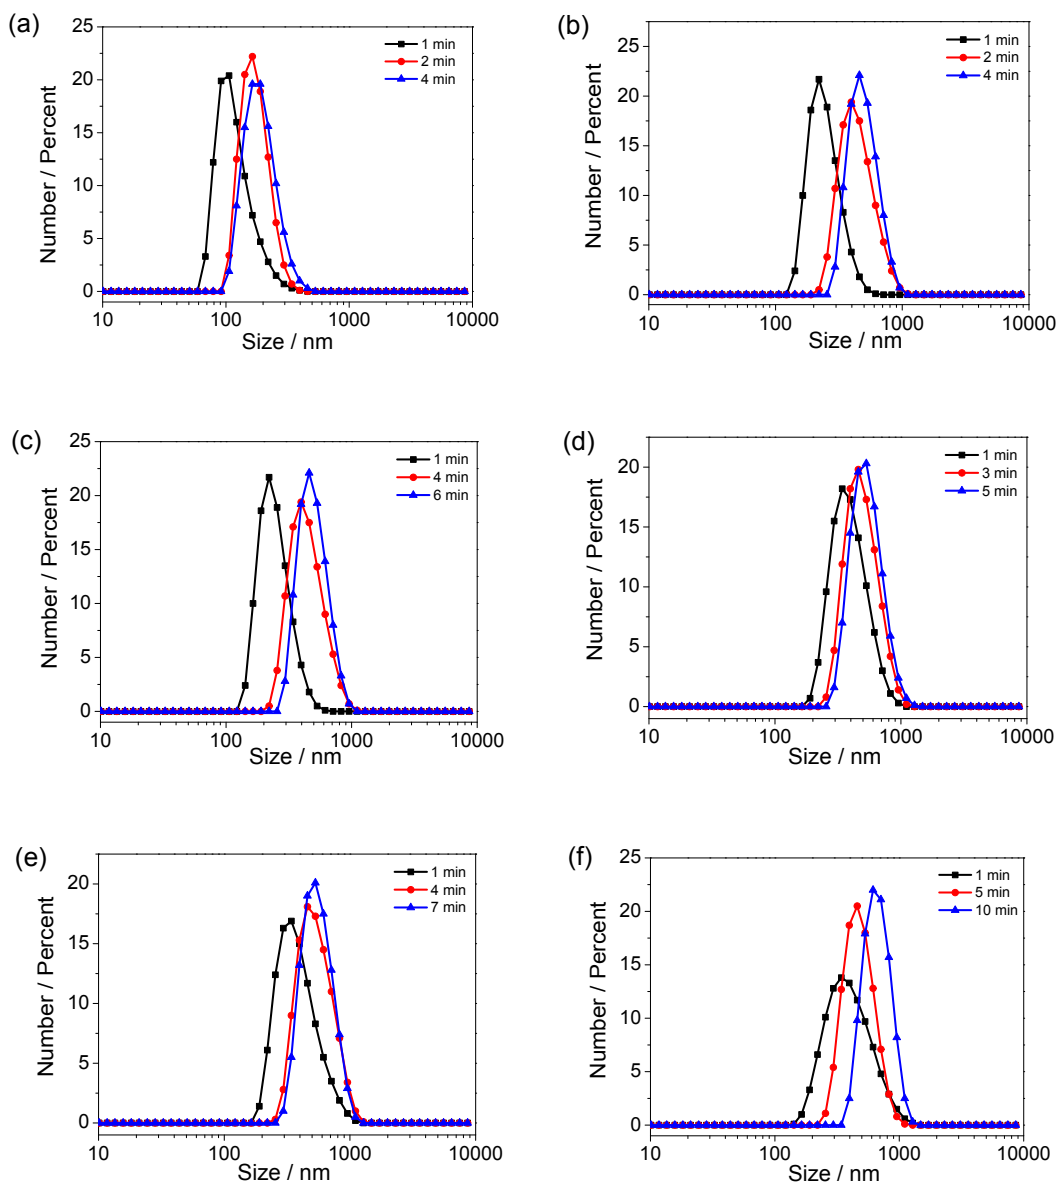 (a)
25
20
15
10
5
0
Number / Percent
1 min
2 min
4 min
10 100 1000 10000
Size / nm
(b)
25
20
15
10
5
0
Number / Percent
1 min
2 min
4 min
10 100 1000 10000
Size / nm
(c)
25
20
15
10
5
0
Number / Percent
1 min
4 min
6 min
10 100 1000 10000
Size / nm
(d)
20
15
10
5
0
Number / Percent
1 min
3 min
5 min
10 100 1000 10000
Size / nm
(e)
20
15
10
5
0
Number / Percent
1 min
4 min
7 min
10 100 1000 10000
Size / nm
(f)
25
20
15
10
5
0
Number / Percent
1 min
5 min
10 min
10 100 1000 10000
Size / nm